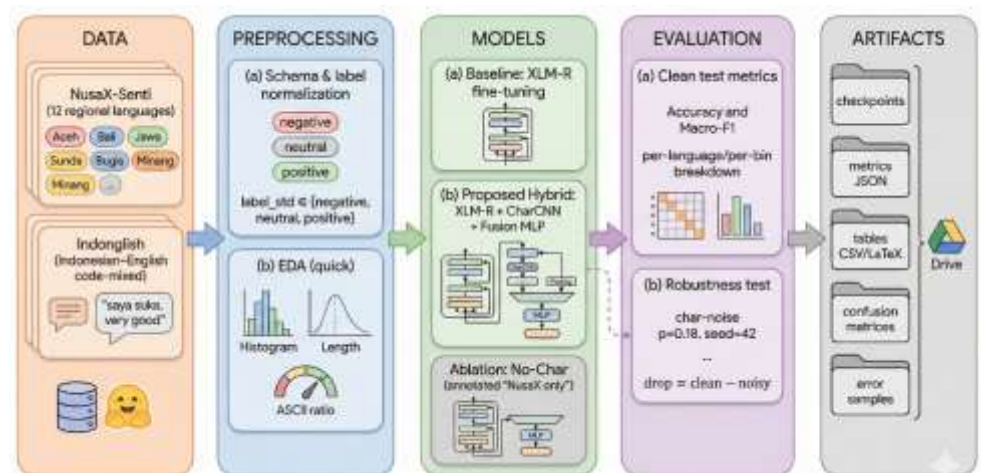 DATA
NusaX-Senti
(12 regional languages)
Aceh
Bali
Jawa
Sunda
Bugis
Minang
Minang
...
Indonglish
(Indonesian-English
code-mixed)
"saya suka,
very good"
PREPROCESSING
(a) Schema & label
normalization
negative
neutral
positive
label_std ∈ {negative,
neutral, positive}
(b) EDA (quick)
Histogram
Length
ASCII ratio
MODELS
(a) Baseline: XLM-R
fine-tuning
(b) Proposed Hybrid:
XLM-R + CharCNN
+ Fusion MLP
MLP
Ablation: No-Char
(annotated "NusaX only")
MLP
EVALUATION
(a) Clean test metrics
Accuracy and
Macro-F1
per-language/per-bin
breakdown
(b) Robustness test
char-noise
p=0.18, seed=42
...
drop = clean − noisy
ARTIFACTS
checkpoints
metrics
JSON
tables
CSV/LaTeX
confusion
matrices
error
samples
Drive